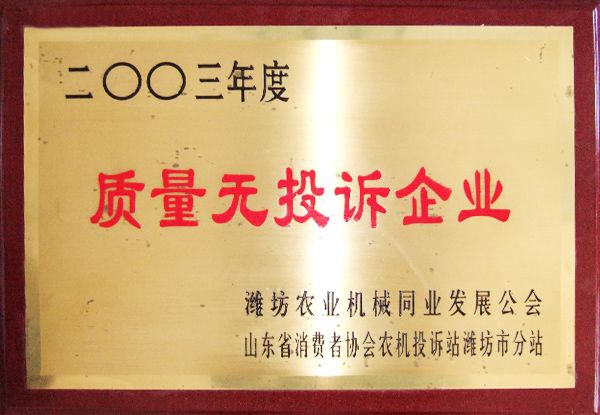 二〇〇三年度
质量无投诉企业
潍坊农业机械同业发展公会
山东省消费者协会农机投诉站潍坊市分站